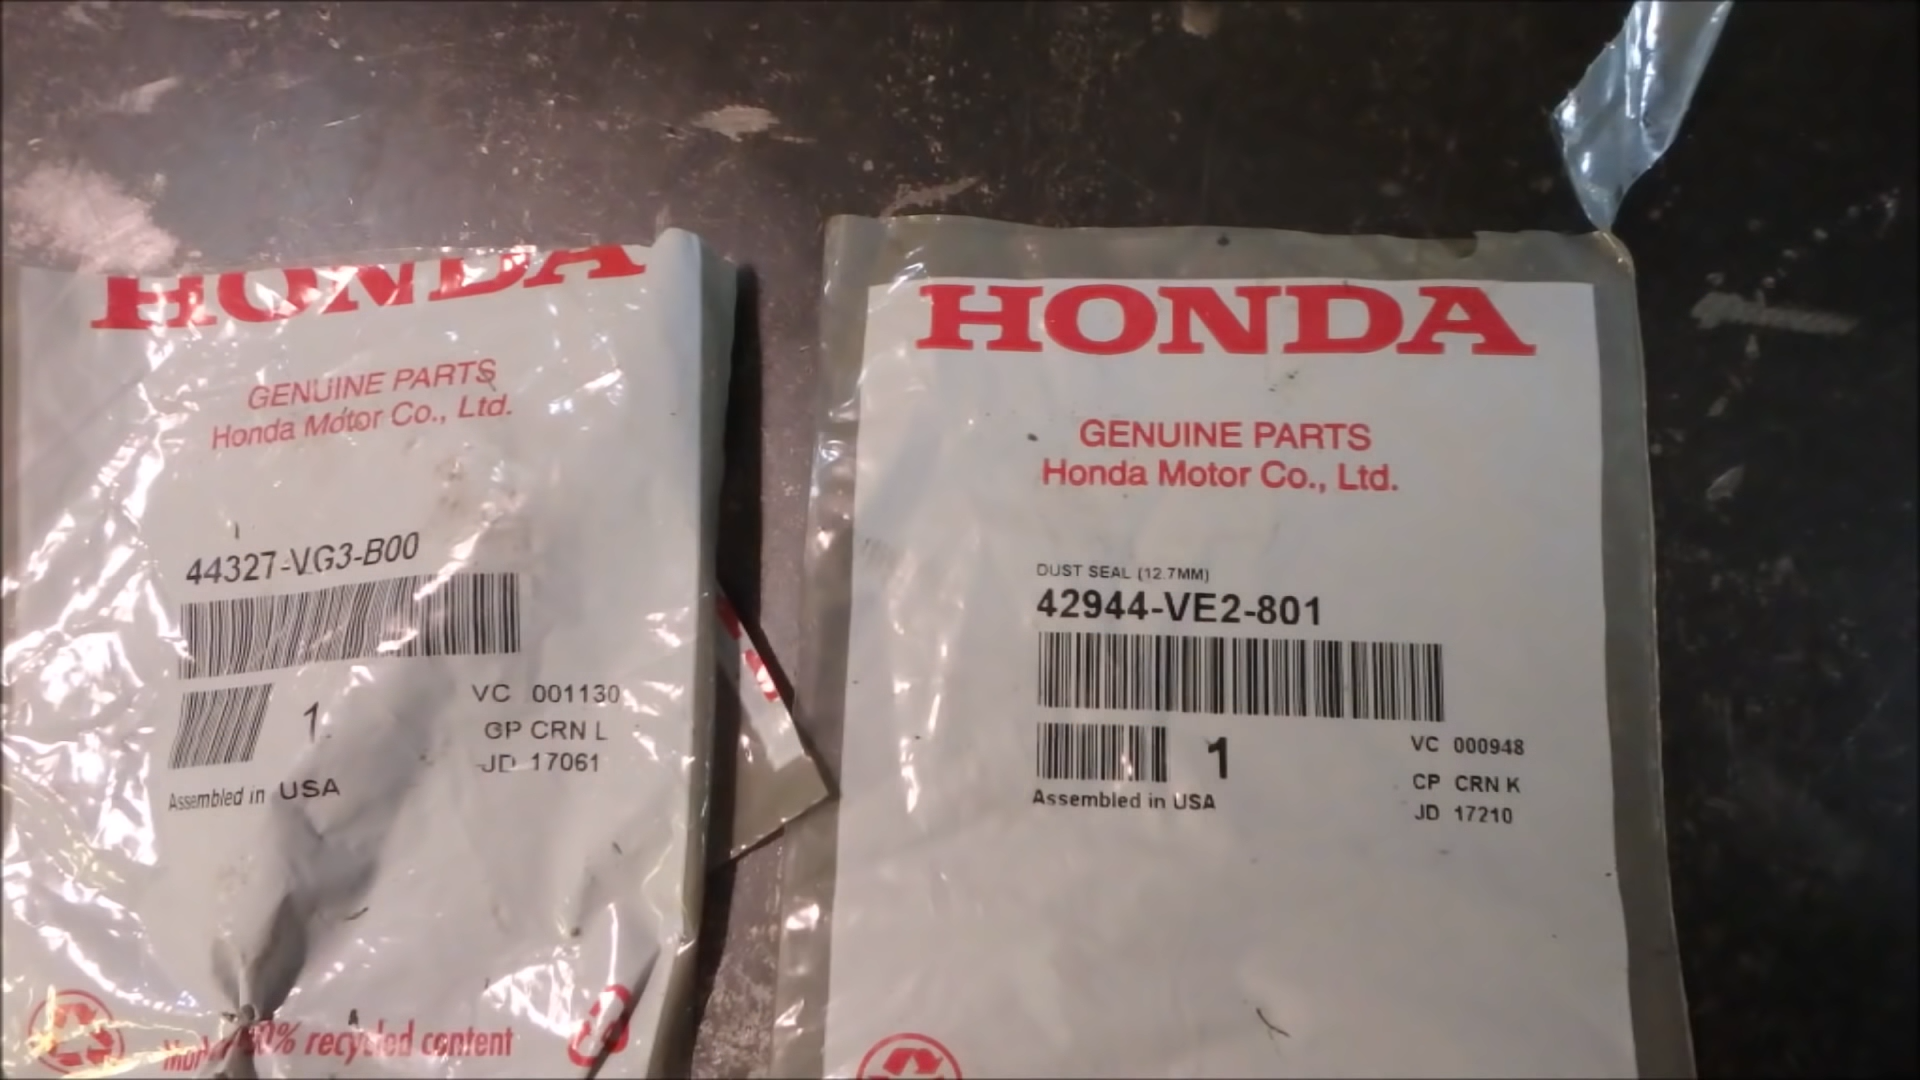 HONDA
GENUINE PARTS
Honda Motor Co., Ltd.
44327-VG3-B00
1
VC 001130
CP CRN L
JD 17061
Assembled in USA
recycled content
HONDA
GENUINE PARTS
Honda Motor Co., Ltd.
DUST SEAL (12.7MM)
42944-VE2-801
1
VC 000948
CP CRN K
JD 17210
Assembled in USA